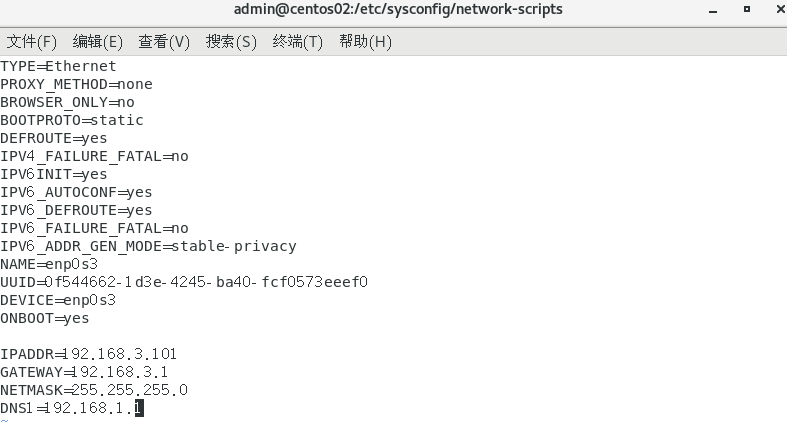 admin@centos02:/etc/sysconfig/network-scripts
文件(F) 编辑(E) 查看(V) 搜索(S) 终端(T) 帮助(H)
TYPE=Ethernet
PROXY_METHOD=none
BROWSER_ONLY=no
BOOTPROTO=static
DEFROUTE=yes
IPV4_FAILURE_FATAL=no
IPV6INIT=yes
IPV6_AUTOCONF=yes
IPV6_DEFROUTE=yes
IPV6_FAILURE_FATAL=no
IPV6_ADDR_GEN_MODE=stable-privacy
NAME=enp0s3
UUID=0f544662-1d3e-4245-ba40-fcf0573eeef0
DEVICE=enp0s3
ONBOOT=yes
IPADDR=192.168.3.101
GATEWAY=192.168.3.1
NETMASK=255.255.255.0
DNS1=192.168.1.1
~